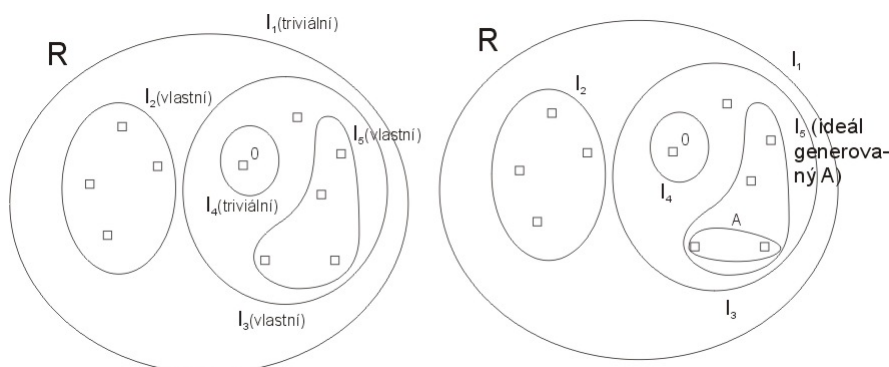 R
I₁(triviální)
I₂(vlastní)
0
I₅(vlastní)
I₄(triviální)
I₃(vlastní)
R
I₁
I₂
0
I₅ (ideál
generova-
ný A)
I₄
A
I₃